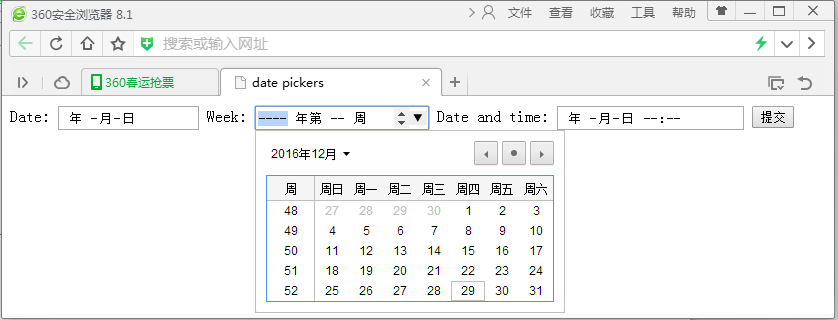 360安全浏览器 8.1 文件 查看 收藏 工具 帮助
搜索或输入网址
360春运抢票 date pickers
Date: 年 -月-日 Week: ---- 年第 -- 周 Date and time: 年 -月-日 --:-- 提交
2016年12月
周 周日 周一 周二 周三 周四 周五 周六
48 27 28 29 30 1 2 3
49 4 5 6 7 8 9 10
50 11 12 13 14 15 16 17
51 18 19 20 21 22 23 24
52 25 26 27 28 29 30 31